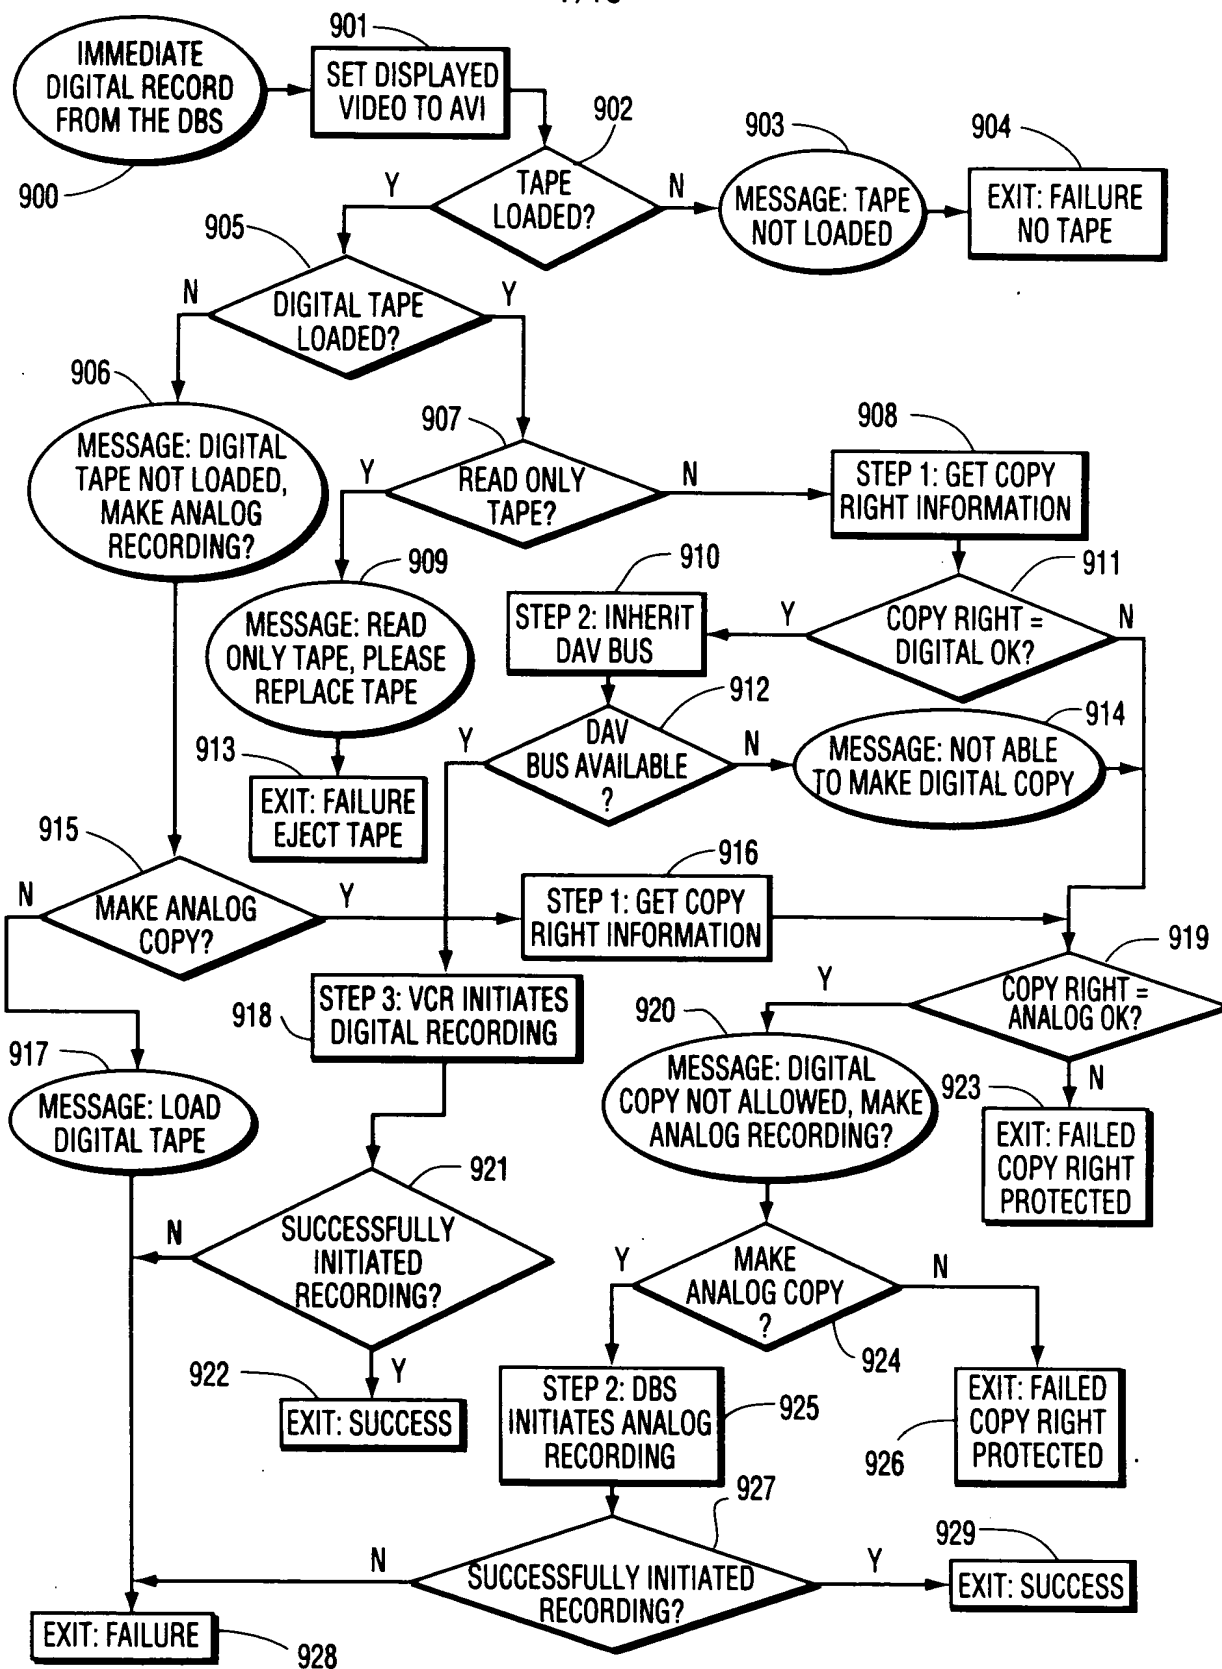 901
IMMEDIATE
DIGITAL RECORD
FROM THE DBS
900
SET DISPLAYED
VIDEO TO AVI
902
TAPE
LOADED?
Y
N
903
MESSAGE: TAPE
NOT LOADED
904
EXIT: FAILURE
NO TAPE
905
DIGITAL TAPE
LOADED?
N
Y
906
MESSAGE: DIGITAL
TAPE NOT LOADED,
MAKE ANALOG
RECORDING?
907
READ ONLY
TAPE?
Y
N
908
STEP 1: GET COPY
RIGHT INFORMATION
909
MESSAGE: READ
ONLY TAPE, PLEASE
REPLACE TAPE
910
STEP 2: INHERIT
DAV BUS
911
COPY RIGHT =
DIGITAL OK?
Y
N
912
DAV
BUS AVAILABLE
?
Y
N
913
EXIT: FAILURE
EJECT TAPE
914
MESSAGE: NOT ABLE
TO MAKE DIGITAL COPY
915
MAKE ANALOG
COPY?
N
Y
916
STEP 1: GET COPY
RIGHT INFORMATION
917
MESSAGE: LOAD
DIGITAL TAPE
918
STEP 3: VCR INITIATES
DIGITAL RECORDING
919
COPY RIGHT =
ANALOG OK?
Y
N
920
MESSAGE: DIGITAL
COPY NOT ALLOWED, MAKE
ANALOG RECORDING?
923
EXIT: FAILED
COPY RIGHT
PROTECTED
921
SUCCESSFULLY
INITIATED
RECORDING?
N
Y
922
EXIT: SUCCESS
MAKE
ANALOG COPY
?
Y
N
924
STEP 2: DBS
INITIATES ANALOG
RECORDING
925
EXIT: FAILED
COPY RIGHT
PROTECTED
926
927
SUCCESSFULLY INITIATED
RECORDING?
N
Y
929
EXIT: SUCCESS
EXIT: FAILURE
928